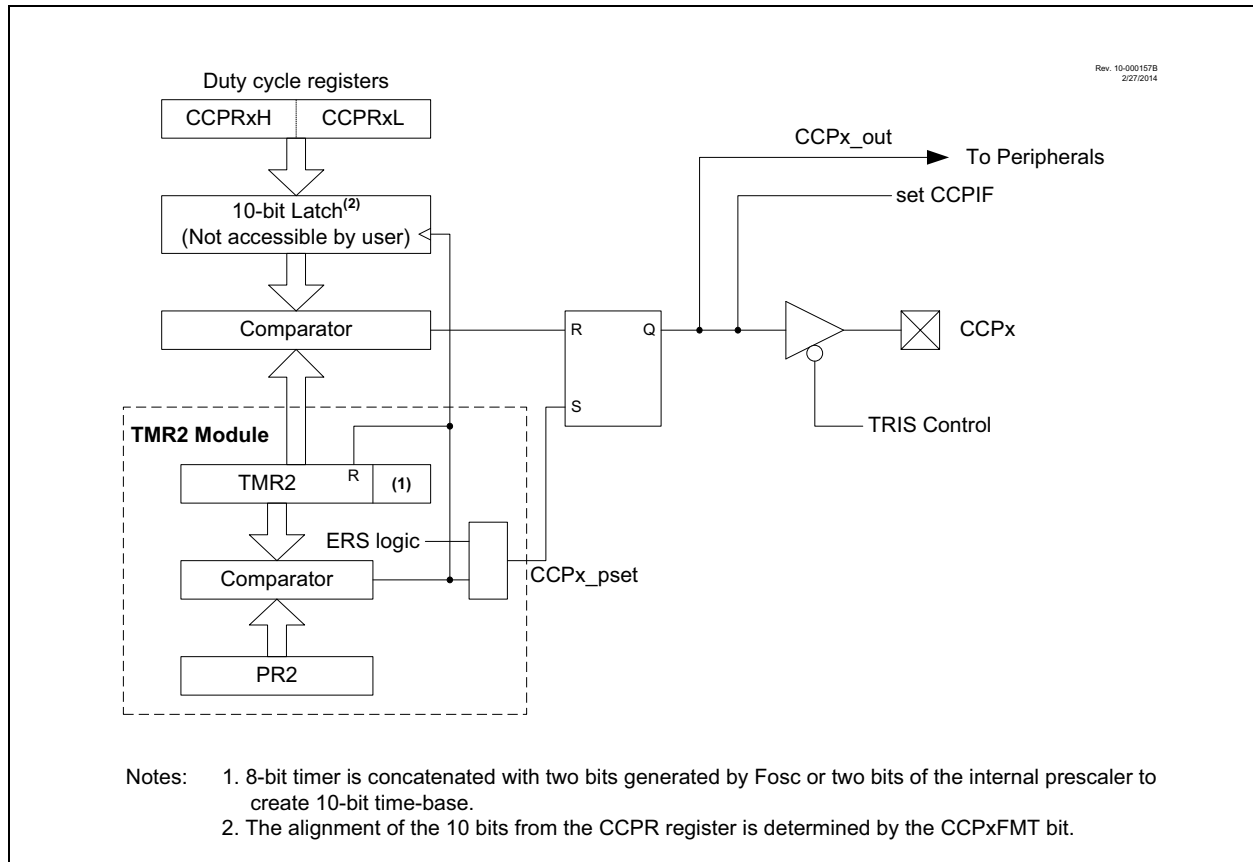 Rev. 10-000157B
2/27/2014
Duty cycle registers
CCPRxH CCPRxL
CCPx_out
To Peripherals
set CCPIF
10-bit Latch(2)
(Not accessible by user)
Comparator
R Q
CCPx
S
TRIS Control
TMR2 Module
R
TMR2 (1)
ERS logic
Comparator
CCPx_pset
PR2
Notes: 1. 8-bit timer is concatenated with two bits generated by Fosc or two bits of the internal prescaler to
create 10-bit time-base.
2. The alignment of the 10 bits from the CCPR register is determined by the CCPxFMT bit.